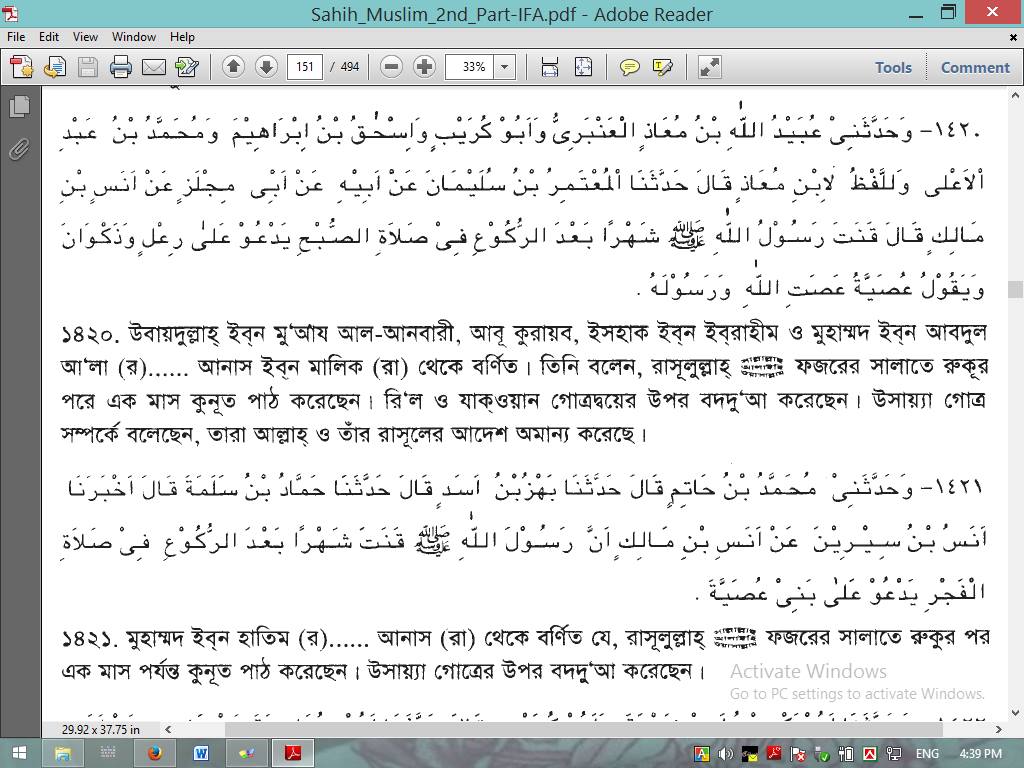 Sahih_Muslim_2nd_Part-IFA.pdf - Adobe Reader
File Edit View Window Help
151 / 494 33% Tools Comment
١٤٢٠- وَحَدَّثَنِىْ عُبَيْدُ اللّٰهِ بْنُ مُعَاذٍ الْعَنْبَرِىُّ وَاَبُوْ كُرَيْبٍ وَاِسْحٰقُ بْنُ اِبْرَاهِيْمَ وَمُحَمَّدُ بْنُ عَبْدِ
الْاَعْلٰى وَللَّفْظُ لِابْنِ مُعَاذٍ قَالَ حَدَّثَنَا الْمُعْتَمِرُ بْنُ سُلَيْمَانَ عَنْ اَبِيْهِ عَنْ اَبِىْ مِجْلَزٍ عَنْ اَنَسِ بْنِ
مَالِكٍ قَالَ قَنَتَ رَسُوْلُ اللّٰهِ ﷺ شَهْرًا بَعْدَ الرُّكُوْعِ فِىْ صَلَاةِ الصُّبْحِ يَدْعُوْ عَلٰى رِعْلٍ وَذَكْوَانَ
وَيَقُوْلُ عُصَيَّةُ عَصَتِ اللّٰهَ وَرَسُوْلَهُ .
১৪২০. উবায়দুল্লাহ্ ইব্‌ন মু‘আয আল-আনবারী, আবূ কুরায়ব, ইসহাক ইব্‌ন ইব্‌রাহীম ও মুহাম্মদ ইব্‌ন আবদুল
আ‘লা (র)...... আনাস ইব্‌ন মালিক (রা) থেকে বর্ণিত। তিনি বলেন, রাসূলুল্লাহ্ ﷺ ফজরের সালাতে রুকূর
পরে এক মাস কুনূত পাঠ করেছেন। রি‘ল ও যাক্ওয়ান গোত্রদ্বয়ের উপর বদদু‘আ করেছেন। উসায়্যা গোত্র
সম্পর্কে বলেছেন, তারা আল্লাহ্ ও তাঁর রাসূলের আদেশ অমান্য করেছে।
١٤٢١- وَحَدَّثَنِىْ مُحَمَّدُ بْنُ حَاتِمٍ قَالَ حَدَّثَنَا بَهْزُبْنُ اَسَدٍ قَالَ حَدَّثَنَا حَمَّادُ بْنُ سَلَمَةَ قَالَ اَخْبَرَنَا
اَنَسُ بْنُ سِيْرِيْنَ عَنْ اَنَسِ بْنِ مَالِكٍ اَنَّ رَسُوْلَ اللّٰهِ ﷺ قَنَتَ شَهْرًا بَعْدَ الرُّكُوْعِ فِىْ صَلَاةِ
الْفَجْرِ يَدْعُوْ عَلٰى بَنِىْ عُصَيَّةَ .
১৪২১. মুহাম্মদ ইব্‌ন হাতিম (র)...... আনাস (রা) থেকে বর্ণিত যে, রাসূলুল্লাহ্ ﷺ ফজরের সালাতে রুকুর পর
এক মাস পর্যন্ত কুনূত পাঠ করেছেন। উসায়্যা গোত্রের উপর বদদু‘আ করেছেন।
Activate Windows
Go to PC settings to activate Windows.
29.92 x 37.75 in
ENG 4:39 PM